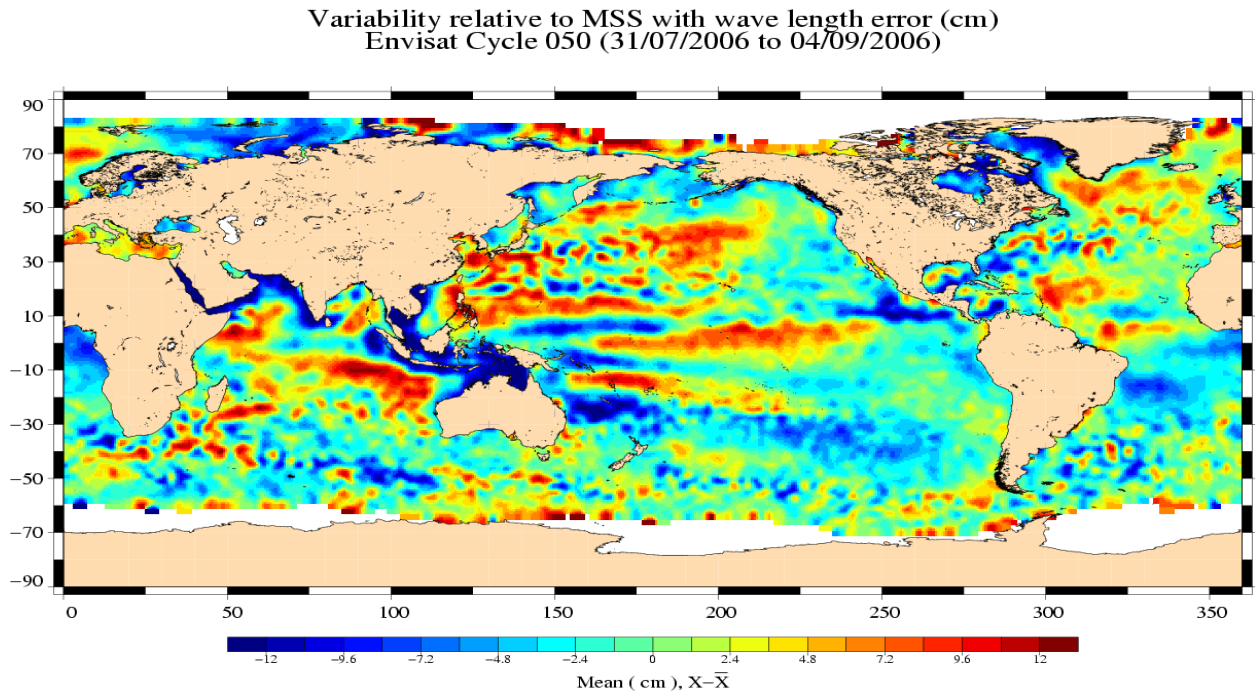 Variability relative to MSS with wave length error (cm)
Envisat Cycle 050 (31/07/2006 to 04/09/2006)
90
70
50
30
10
−10
−30
−50
−70
−90
0 50 100 150 200 250 300 350
−12 −9.6 −7.2 −4.8 −2.4 0 2.4 4.8 7.2 9.6 12
Mean ( cm ), X−X̅